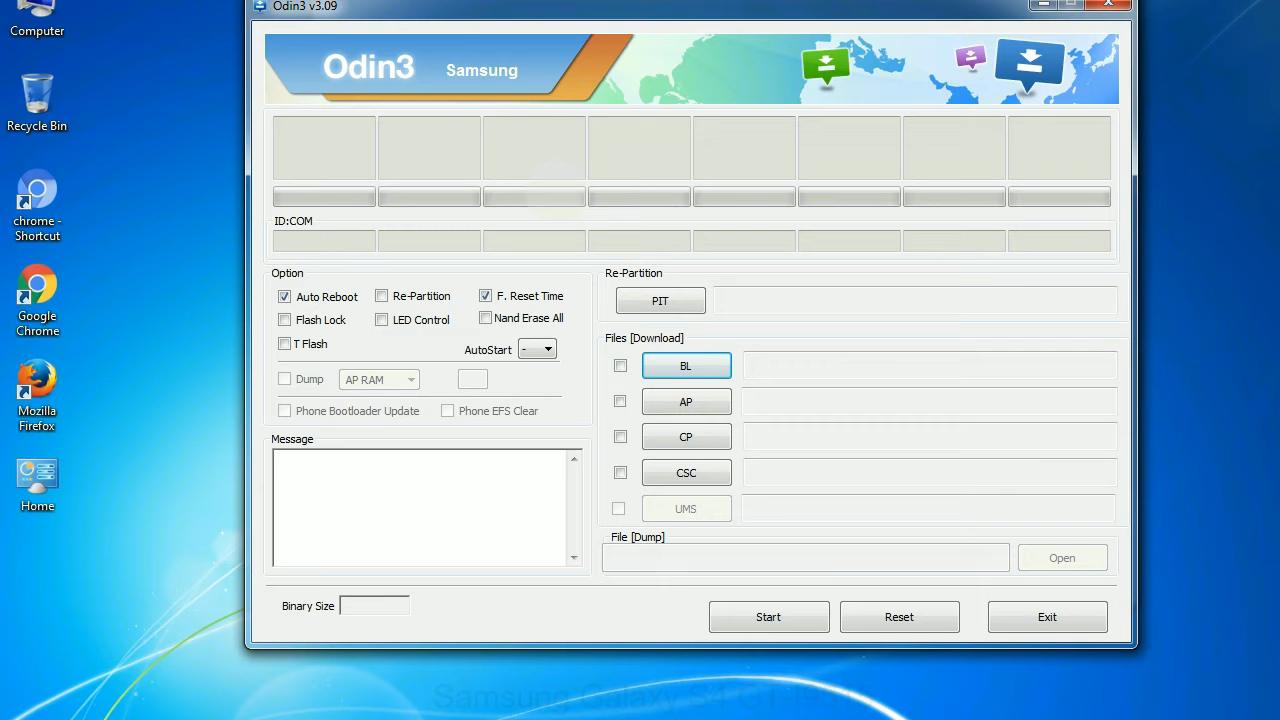 Odin3 v3.09
Computer
Recycle Bin
chrome -
Shortcut
Google
Chrome
Mozilla
Firefox
Home
Odin3 Samsung
ID:COM
Option
Auto Reboot Re-Partition F. Reset Time
Flash Lock LED Control Nand Erase All
T Flash AutoStart -
Dump AP RAM
Phone Bootloader Update Phone EFS Clear
Message
Re-Partition
PIT
Files [Download]
BL
AP
CP
CSC
UMS
File [Dump]
Open
Binary Size
Start Reset Exit
Samsung Galaxy S4